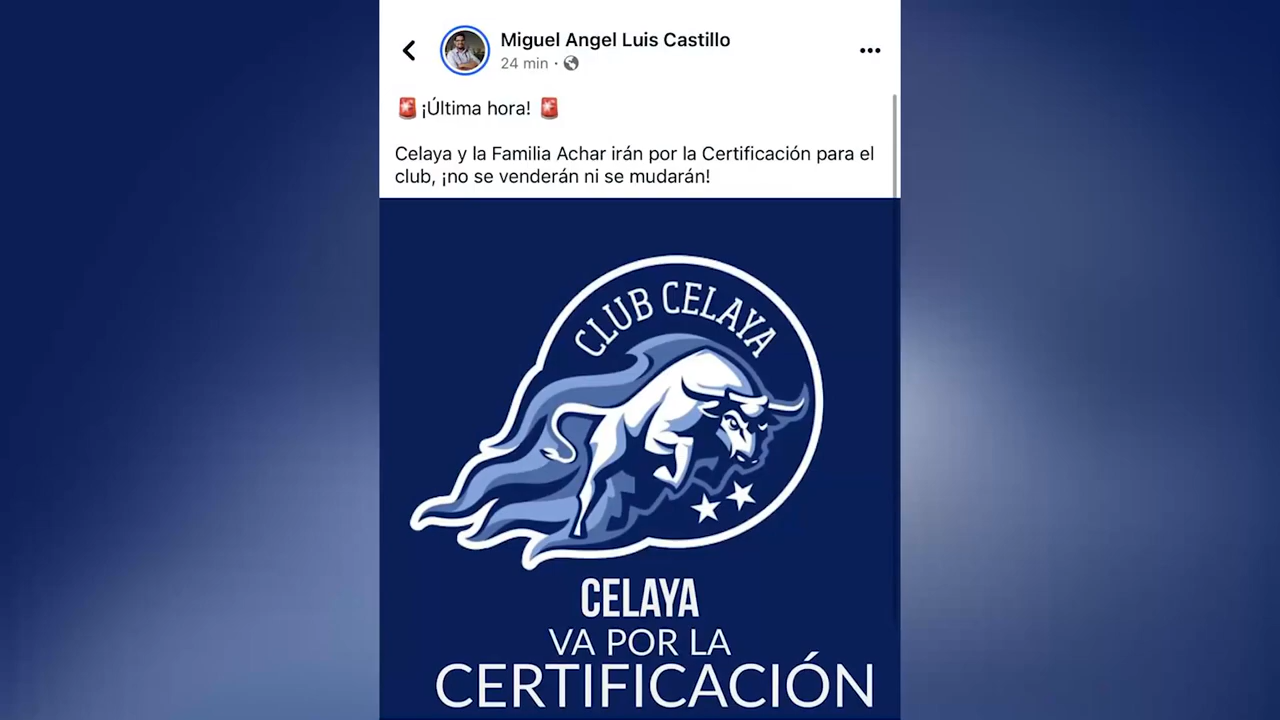 Miguel Angel Luis Castillo
24 min ·
🚨 ¡Última hora! 🚨
Celaya y la Familia Achar irán por la Certificación para el
club, ¡no se venderán ni se mudarán!
CLUB CELAYA
CELAYA
VA POR LA
CERTIFICACIÓN